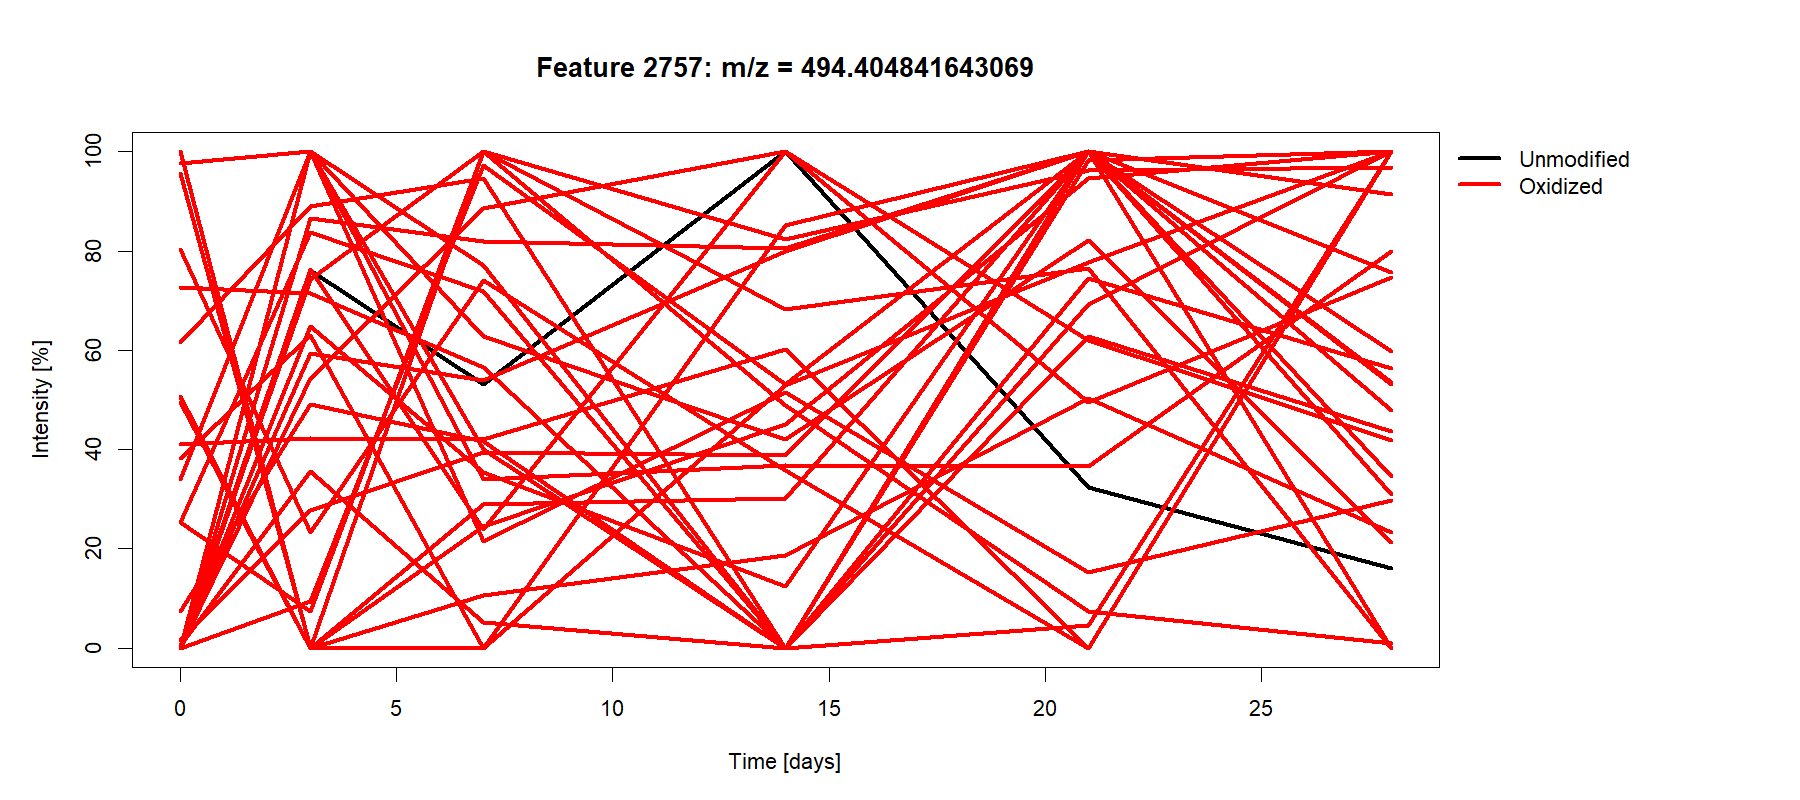 Feature 2757: m/z = 494.404841643069
Unmodified
Oxidized
Intensity [%]
100
80
60
40
20
0
0 5 10 15 20 25
Time [days]